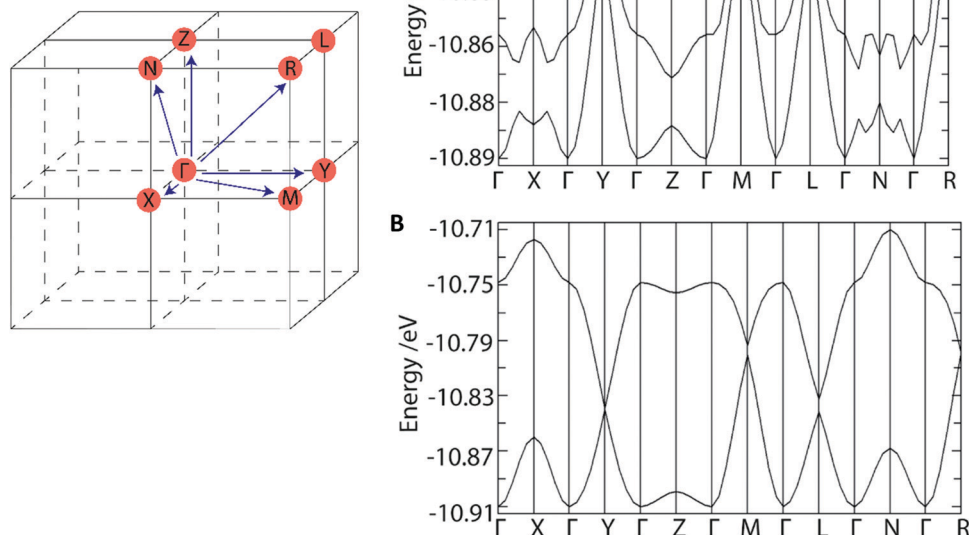 Z
L
N
R
Γ
Y
X
M
Energy
-10.86
-10.88
-10.89
Γ X Γ Y Γ Z Γ M Γ L Γ N Γ R
B
Energy /eV
-10.71
-10.75
-10.79
-10.83
-10.87
-10.91
Γ X Γ Y Γ Z Γ M Γ L Γ N Γ R